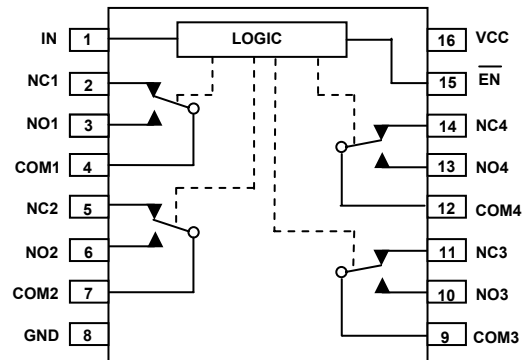 IN 1 LOGIC 16 VCC
NC1 2 15 E̅N̅
NO1 3 14 NC4
COM1 4 13 NO4
NC2 5 12 COM4
NO2 6 11 NC3
COM2 7 10 NO3
GND 8 9 COM3